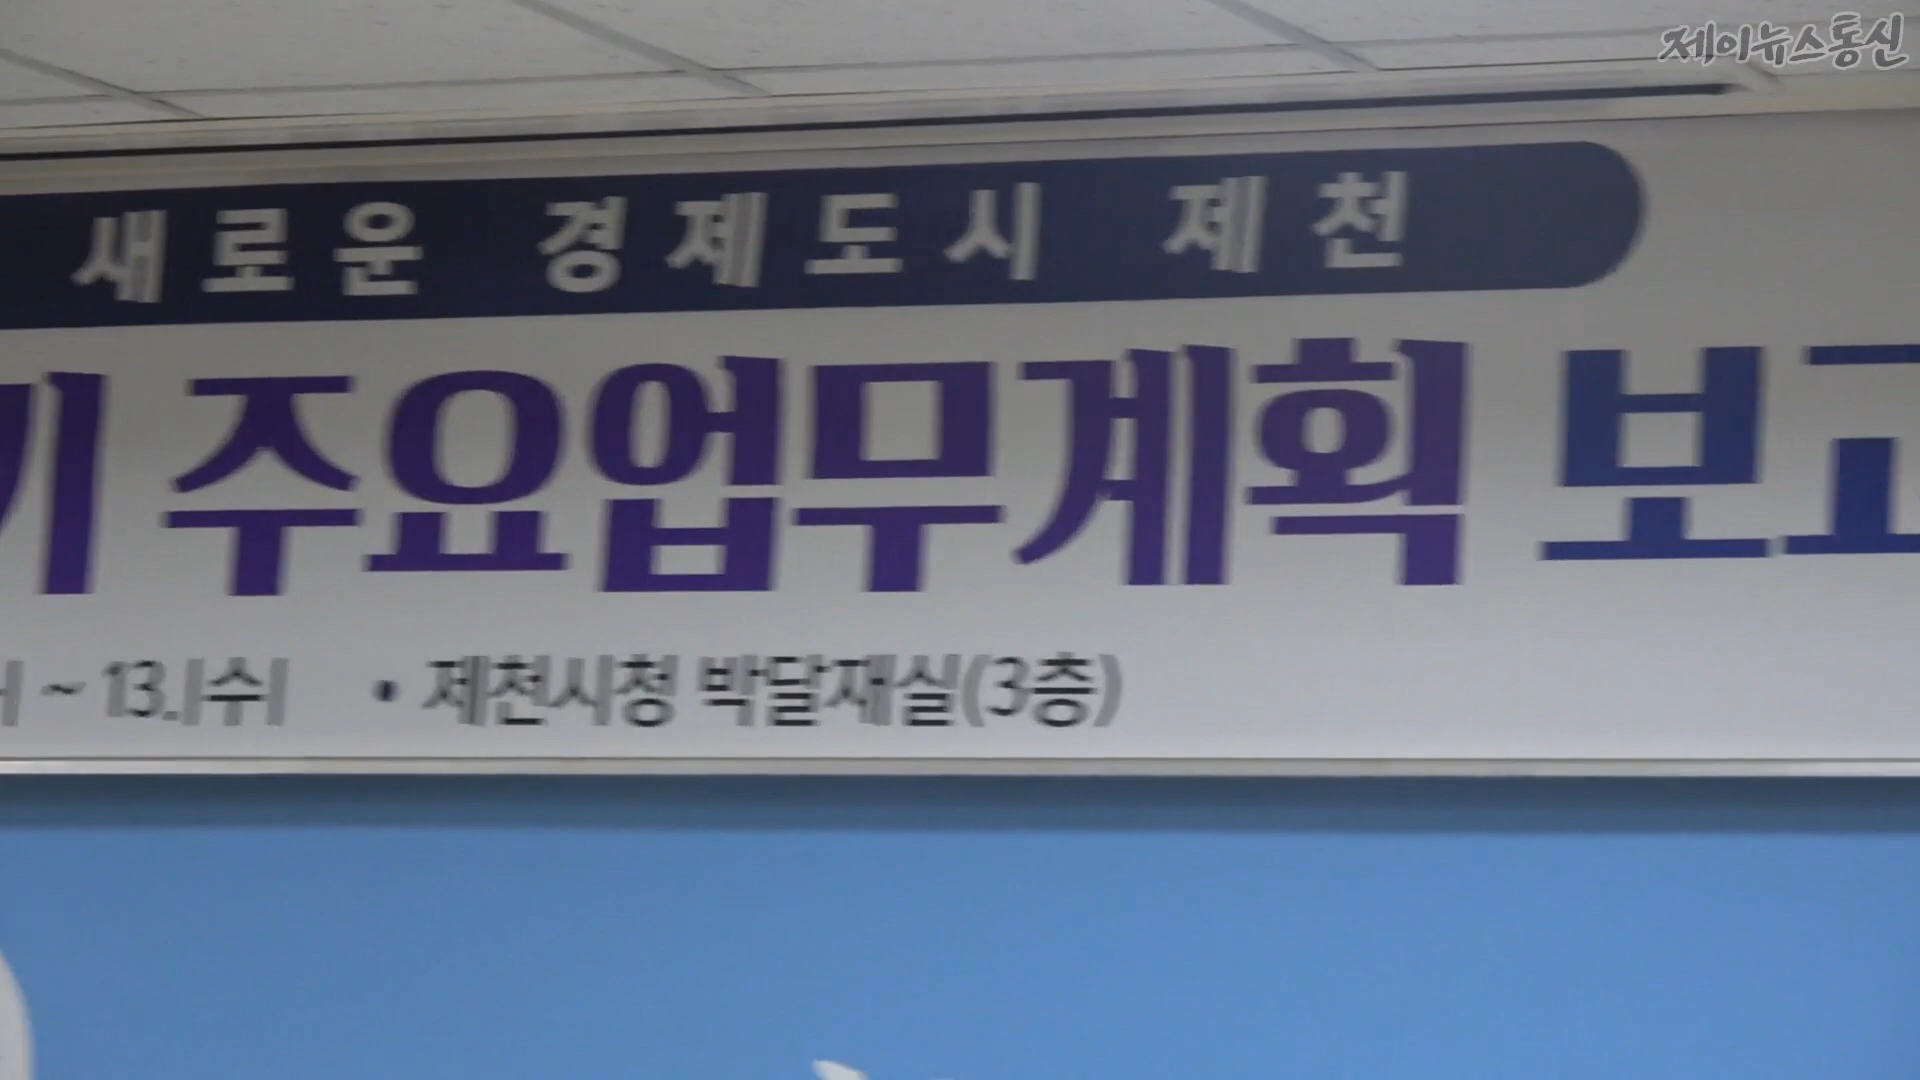 제이뉴스통신
새로운 경제도시 제천
기 주요업무계획 보고
~ 13.|수| • 제천시청 박달재실(3층)